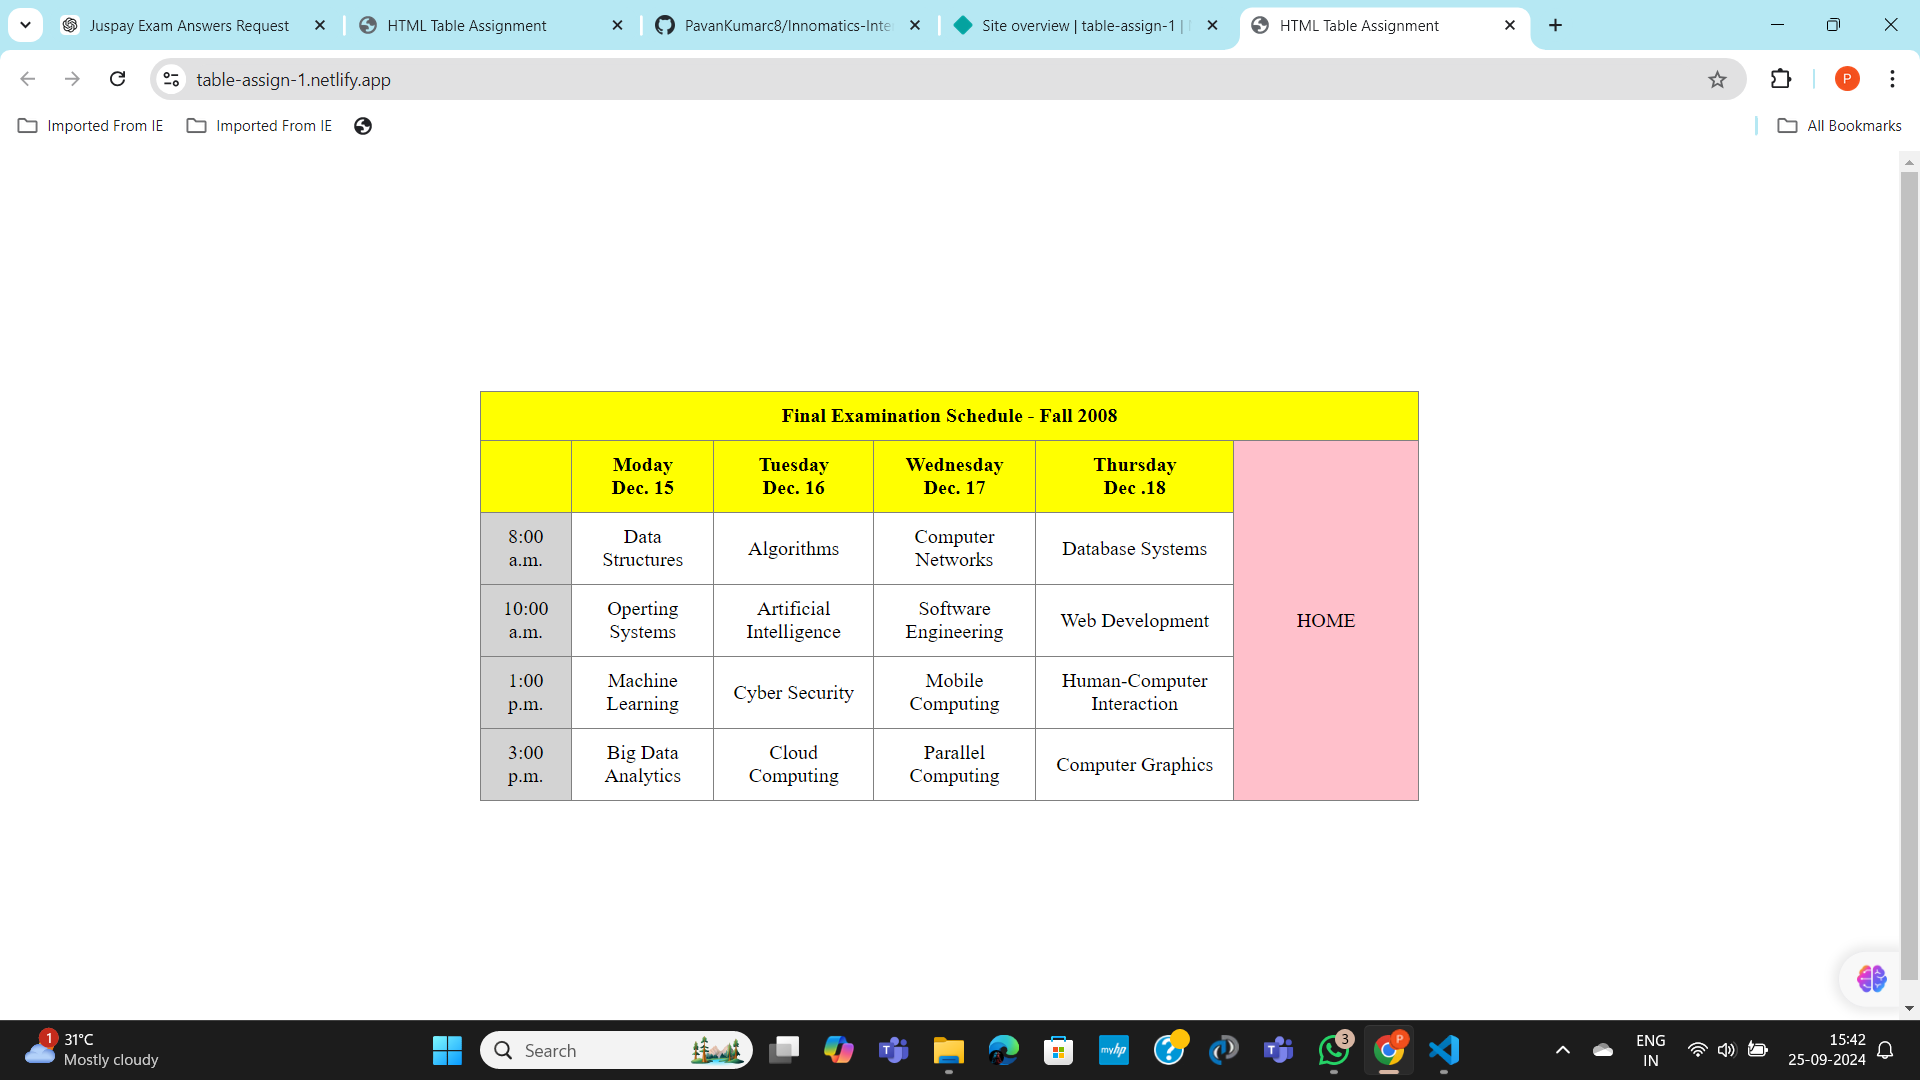 Juspay Exam Answers Request
HTML Table Assignment
PavanKumarc8/Innomatics-Inte
Site overview | table-assign-1 |
HTML Table Assignment
table-assign-1.netlify.app
P
Imported From IE
Imported From IE
All Bookmarks
Final Examination Schedule - Fall 2008
Moday
Dec. 15
Tuesday
Dec. 16
Wednesday
Dec. 17
Thursday
Dec .18
8:00
a.m.
Data
Structures
Algorithms
Computer
Networks
Database Systems
HOME
10:00
a.m.
Operting
Systems
Artificial
Intelligence
Software
Engineering
Web Development
1:00
p.m.
Machine
Learning
Cyber Security
Mobile
Computing
Human-Computer
Interaction
3:00
p.m.
Big Data
Analytics
Cloud
Computing
Parallel
Computing
Computer Graphics
1
31°C
Mostly cloudy
Search
myhp
3
P
ENG
IN
15:42
25-09-2024